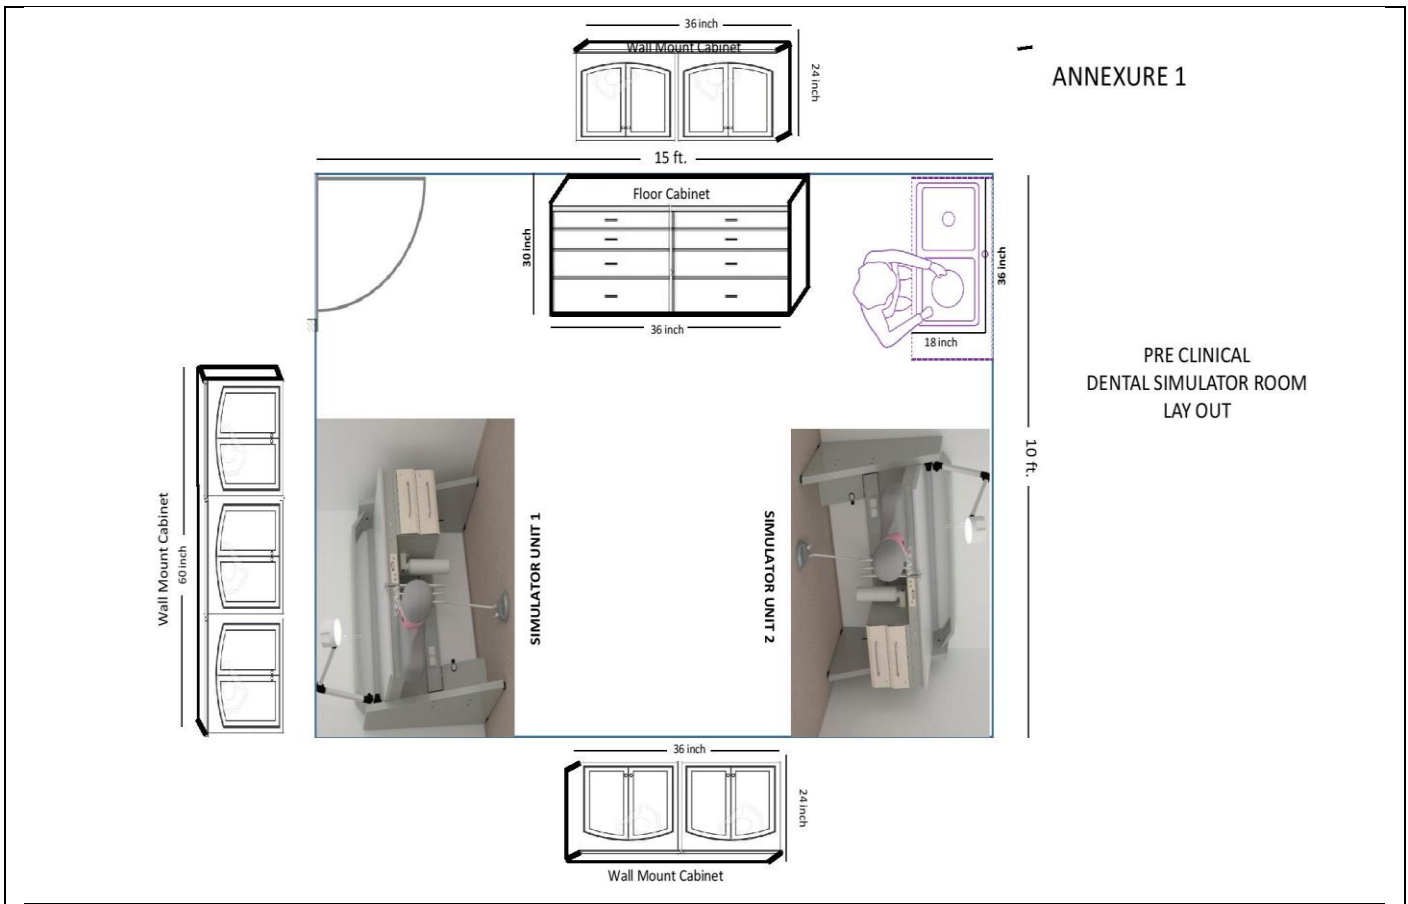 36 inch
Wall Mount Cabinet
24 inch
ANNEXURE 1
15 ft.
Floor Cabinet
30 inch
36 inch
36 inch
18 inch
PRE CLINICAL
DENTAL SIMULATOR ROOM
LAY OUT
10 ft.
Wall Mount Cabinet
60 inch
SIMULATOR UNIT 1
SIMULATOR UNIT 2
36 inch
24 inch
Wall Mount Cabinet